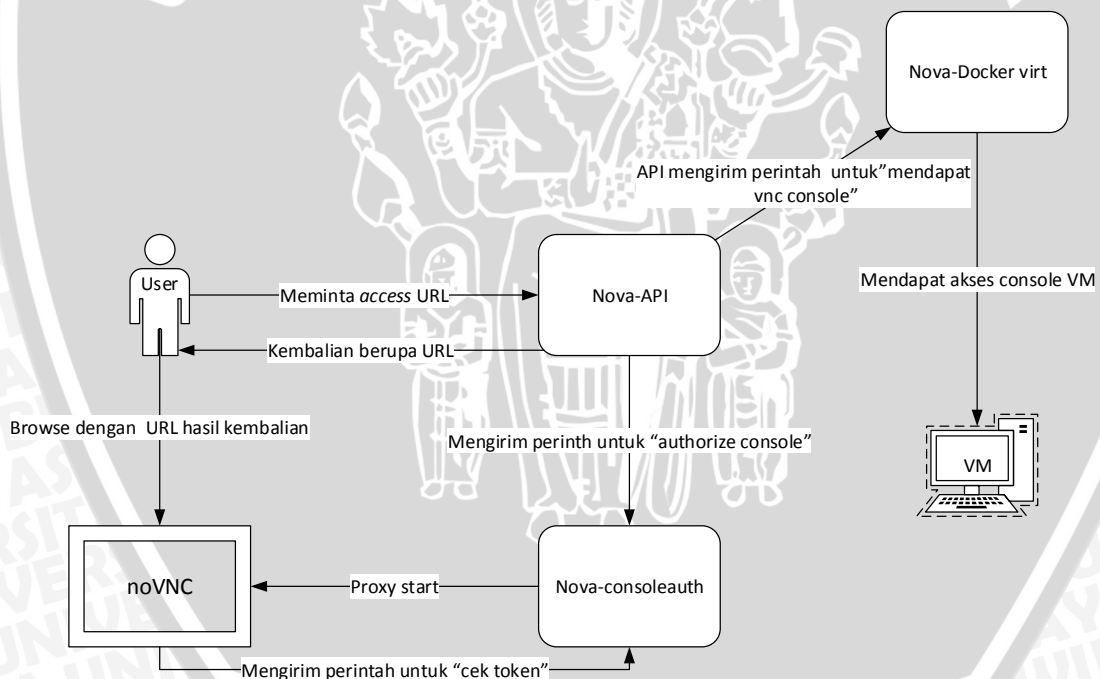 Nova-Docker virt
API mengirim perintah untuk”mendapat
vnc console”
User
Meminta access URL
Nova-API
Mendapat akses console VM
Kembalian berupa URL
Browse dengan URL hasil kembalian
Mengirim perinth untuk “authorize console”
VM
noVNC
Proxy start
Nova-consoleauth
Mengirim perintah untuk “cek token”